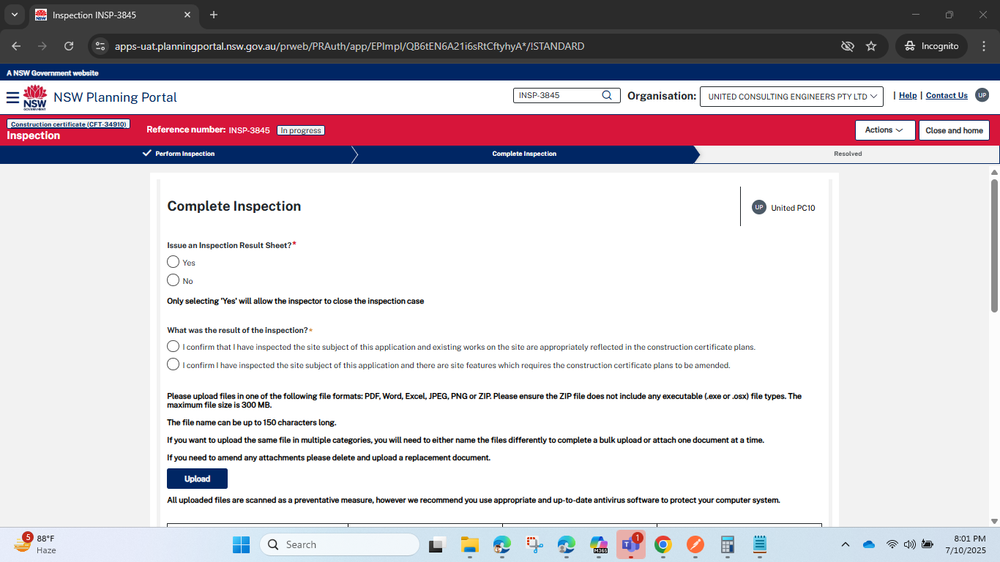 Inspection INSP-3845
apps-uat.planningportal.nsw.gov.au/prweb/PRAuth/app/EPImpl/QB6tEN6A21i6sRtCftyhyA*/!STANDARD
Incognito
A NSW Government website
NSW
GOVERNMENT
NSW Planning Portal
INSP-3845
Organisation:
UNITED CONSULTING ENGINEERS PTY LTD
| Help | Contact Us
UP
Construction certificate (CFT-34910)
Inspection
Reference number: INSP-3845
In progress
Actions
Close and home
Perform Inspection
Complete Inspection
Resolved
Complete Inspection
UP
United PC10
Issue an Inspection Result Sheet?*
Yes
No
Only selecting 'Yes' will allow the inspector to close the inspection case
What was the result of the inspection?*
I confirm that I have inspected the site subject of this application and existing works on the site are appropriately reflected in the construction certificate plans.
I confirm I have inspected the site subject of this application and there are site features which requires the construction certificate plans to be amended.
Please upload files in one of the following file formats: PDF, Word, Excel, JPEG, PNG or ZIP. Please ensure the ZIP file does not include any executable (.exe or .osx) file types. The
maximum file size is 300 MB.
The file name can be up to 150 characters long.
If you want to upload the same file in multiple categories, you will need to either name the files differently to complete a bulk upload or attach one document at a time.
If you need to amend any attachments please delete and upload a replacement document.
Upload
All uploaded files are scanned as a preventative measure, however we recommend you use appropriate and up-to-date antivirus software to protect your computer system.
5
88°F
Haze
Search
M365
1
8:01 PM
7/10/2025